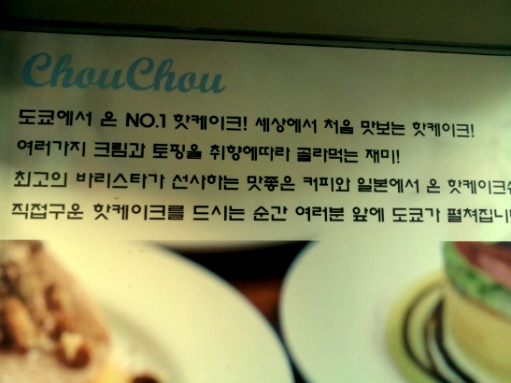 ChouChou
도쿄에서 온 NO.1 핫케이크! 세상에서 처음 맛보는 핫케이크!
여러가지 크림과 토핑을 취향에따라 골라먹는 재미!
최고의 바리스타가 선사하는 맛좋은 커피와 일본에서 온 핫케이크
직접구운 핫케이크를 드시는 순간 여러분 앞에 도쿄가 펼쳐집니